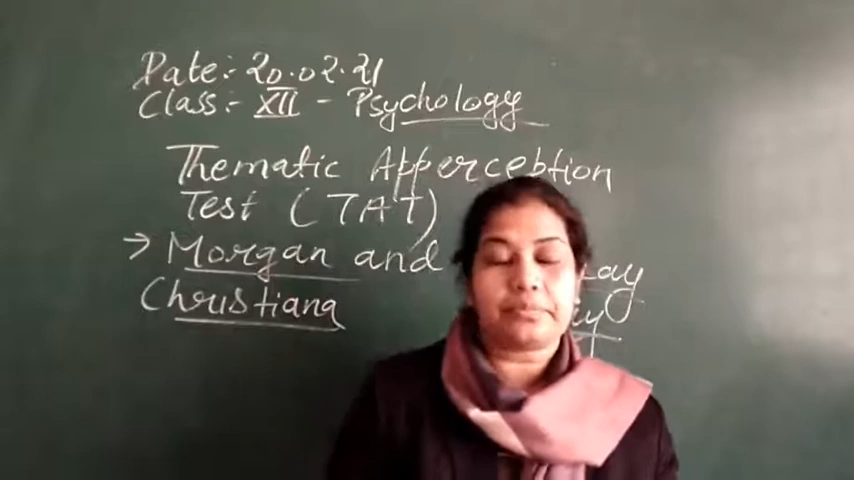 Date:- 20.02.21
Class:- XII - Psychology
Thematic Apperception
Test (TAT)
→ Morgan and
Christiana